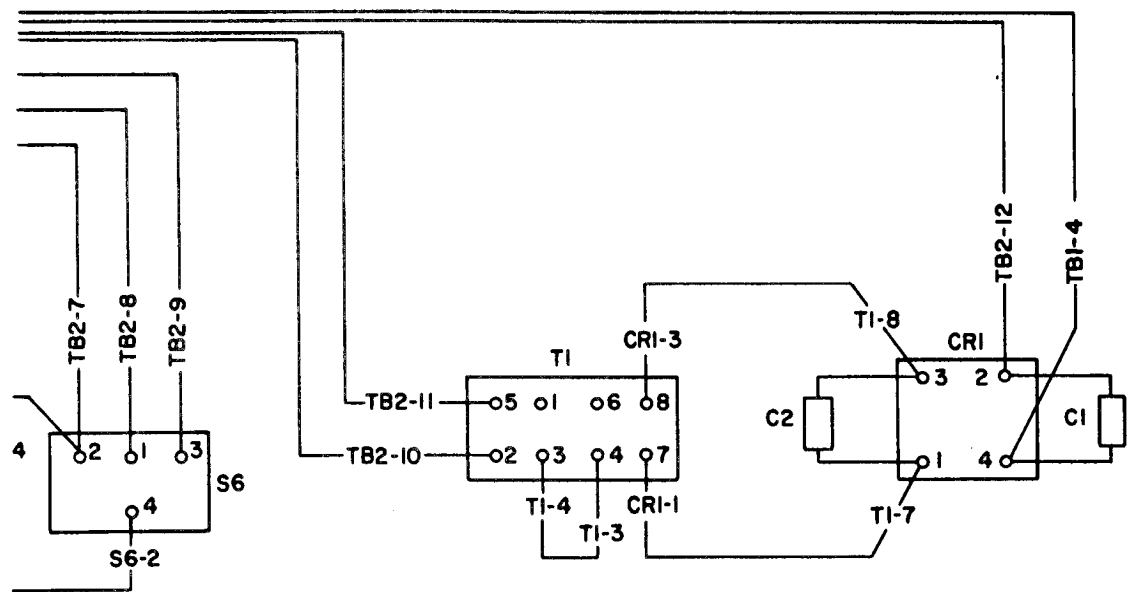 TB2-7
TB2-8
TB2-9
4
2
1
3
S6
4
S6-2
TB2-11
TB2-10
T1
5
1
6
8
2
3
4
7
CR1-3
T1-4
T1-3
CR1-1
T1-8
T1-7
TB2-12
TB1-4
CR1
3
2
1
4
C2
C1